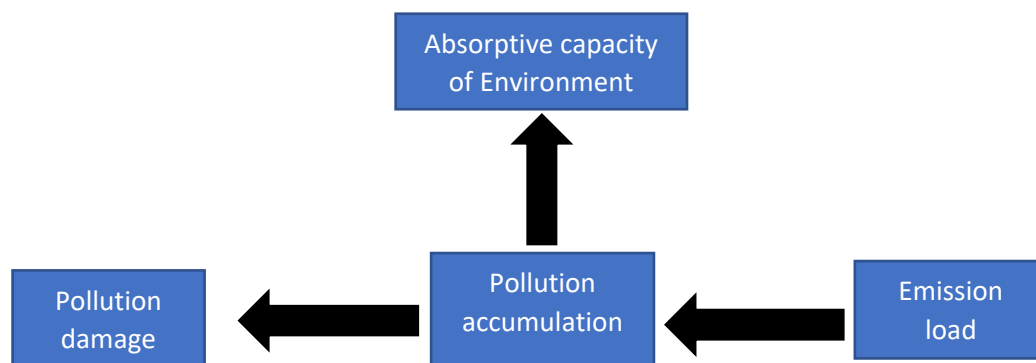 Absorptive capacity
of Environment
Pollution
damage
Pollution
accumulation
Emission
load